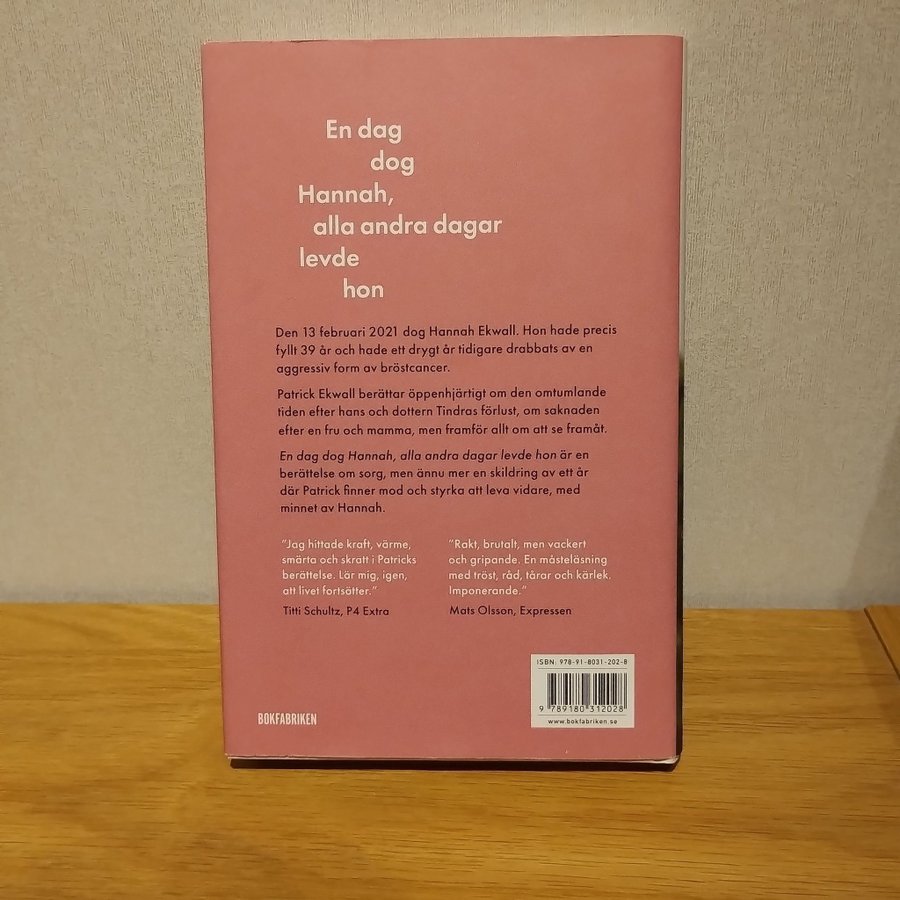 En dag
dog
Hannah,
alla andra dagar
levde
hon
Den 13 februari 2021 dog Hannah Ekwall. Hon hade precis
fyllt 39 år och hade ett drygt år tidigare drabbats av en
aggressiv form av bröstcancer.
Patrick Ekwall berättar öppenhjärtigt om den omtumlande
tiden efter hans och dottern Tindras förlust, om saknaden
efter en fru och mamma, men framför allt om att se framåt.
En dag dog Hannah, alla andra dagar levde hon är en
berättelse om sorg, men ännu mer en skildring av ett år
där Patrick finner mod och styrka att leva vidare, med
minnet av Hannah.
”Jag hittade kraft, värme,
smärta och skratt i Patricks
berättelse. Lär mig, igen,
att livet fortsätter.”
Titti Schultz, P4 Extra
”Rakt, brutalt, men vackert
och gripande. En måsteläsning
med tröst, råd, tårar och kärlek.
Imponerande.”
Mats Olsson, Expressen
BOKFABRIKEN
ISBN: 978-91-8031-202-8
9 789180 312028
www.bokfabriken.se